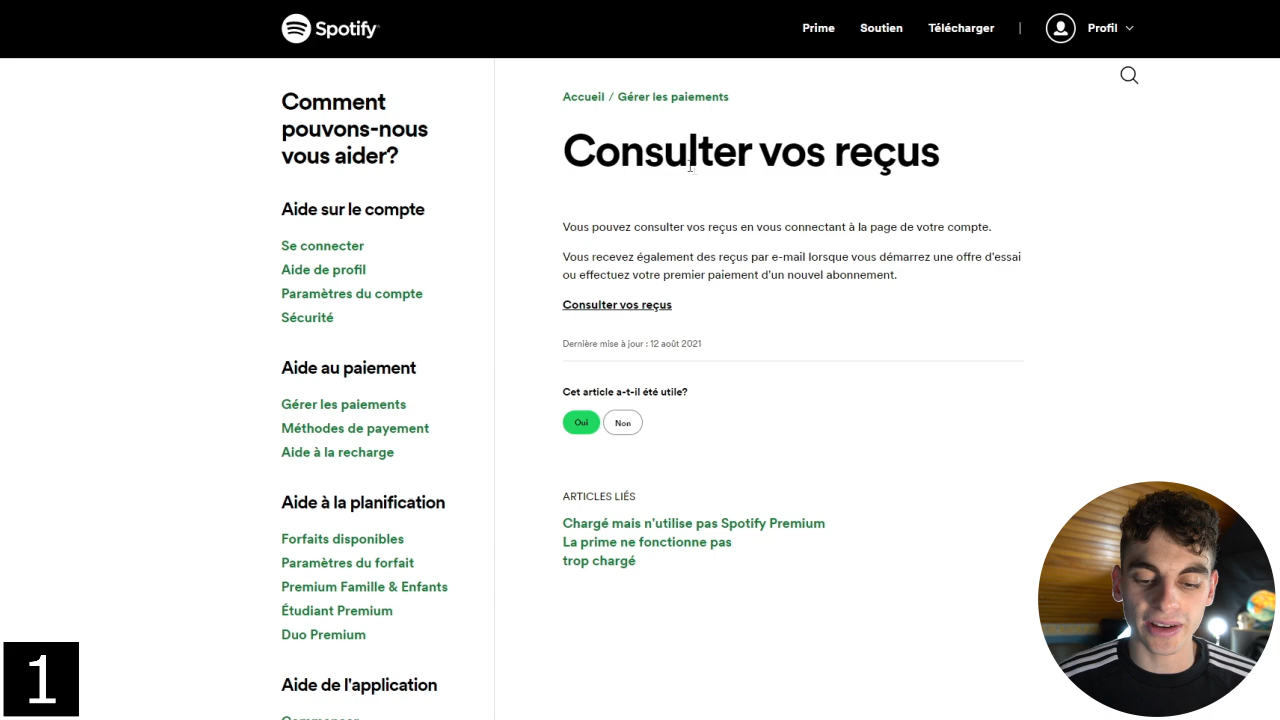 Spotify
Prime
Soutien
Télécharger
|
Profil
Comment
pouvons-nous
vous aider?
Aide sur le compte
Se connecter
Aide de profil
Paramètres du compte
Sécurité
Aide au paiement
Gérer les paiements
Méthodes de payement
Aide à la recharge
Aide à la planification
Forfaits disponibles
Paramètres du forfait
Premium Famille & Enfants
Étudiant Premium
Duo Premium
Aide de l'application
Commencer
Accueil / Gérer les paiements
Consulter vos reçus
Vous pouvez consulter vos reçus en vous connectant à la page de votre compte.
Vous recevez également des reçus par e-mail lorsque vous démarrez une offre d'essai
ou effectuez votre premier paiement d'un nouvel abonnement.
Consulter vos reçus
Dernière mise à jour : 12 août 2021
Cet article a-t-il été utile?
Oui
Non
ARTICLES LIÉS
Chargé mais n'utilise pas Spotify Premium
La prime ne fonctionne pas
trop chargé
1